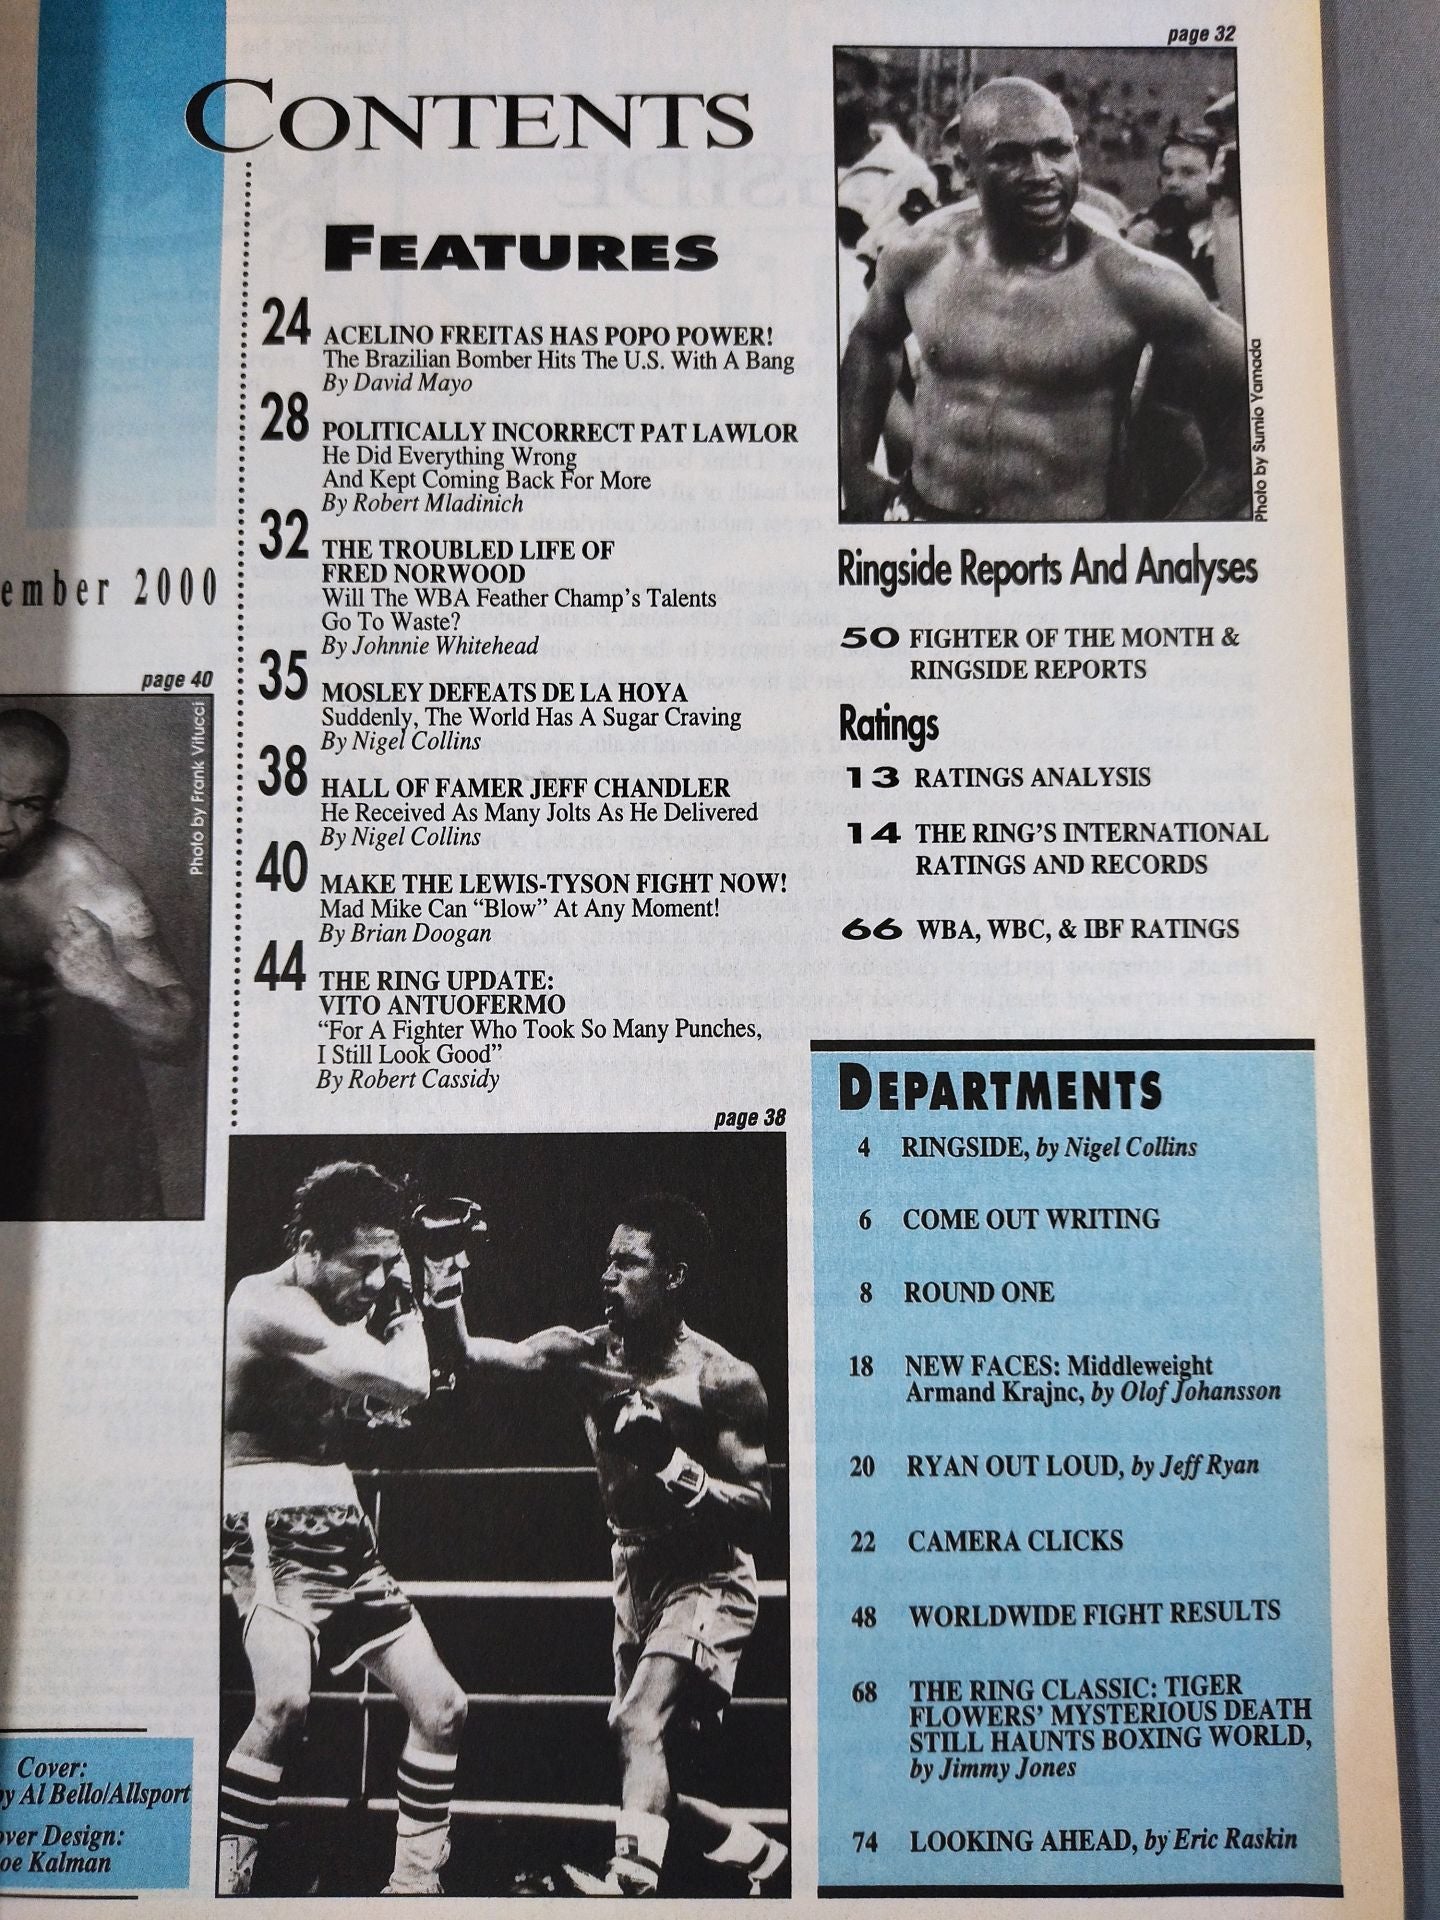 CONTENTS
FEATURES
24 ACELINO FREITAS HAS POPO POWER!
The Brazilian Bomber Hits The U.S. With A Bang
By David Mayo
28 POLITICALLY INCORRECT PAT LAWLOR
He Did Everything Wrong
And Kept Coming Back For More
By Robert Mladinich
32 THE TROUBLED LIFE OF
FRED NORWOOD
Will The WBA Feather Champ's Talents
Go To Waste?
By Johnnie Whitehead
35 MOSLEY DEFEATS DE LA HOYA
Suddenly, The World Has A Sugar Craving
By Nigel Collins
38 HALL OF FAMER JEFF CHANDLER
He Received As Many Jolts As He Delivered
By Nigel Collins
40 MAKE THE LEWIS-TYSON FIGHT NOW!
Mad Mike Can "Blow" At Any Moment!
By Brian Doogan
44 THE RING UPDATE:
VITO ANTUOFERMO
"For A Fighter Who Took So Many Punches,
I Still Look Good"
By Robert Cassidy
page 38
ember 2000
page 40
Photo by Frank Vitucci
Cover:
y Al Bello/Allsport
ver Design:
oe Kalman
page 32
Photo by Sumio Yamada
Ringside Reports And Analyses
50 FIGHTER OF THE MONTH &
RINGSIDE REPORTS
Ratings
13 RATINGS ANALYSIS
14 THE RING'S INTERNATIONAL
RATINGS AND RECORDS
66 WBA, WBC, & IBF RATINGS
DEPARTMENTS
4 RINGSIDE, by Nigel Collins
6 COME OUT WRITING
8 ROUND ONE
18 NEW FACES: Middleweight
Armand Krajnc, by Olof Johansson
20 RYAN OUT LOUD, by Jeff Ryan
22 CAMERA CLICKS
48 WORLDWIDE FIGHT RESULTS
68 THE RING CLASSIC: TIGER
FLOWERS' MYSTERIOUS DEATH
STILL HAUNTS BOXING WORLD,
by Jimmy Jones
74 LOOKING AHEAD, by Eric Raskin